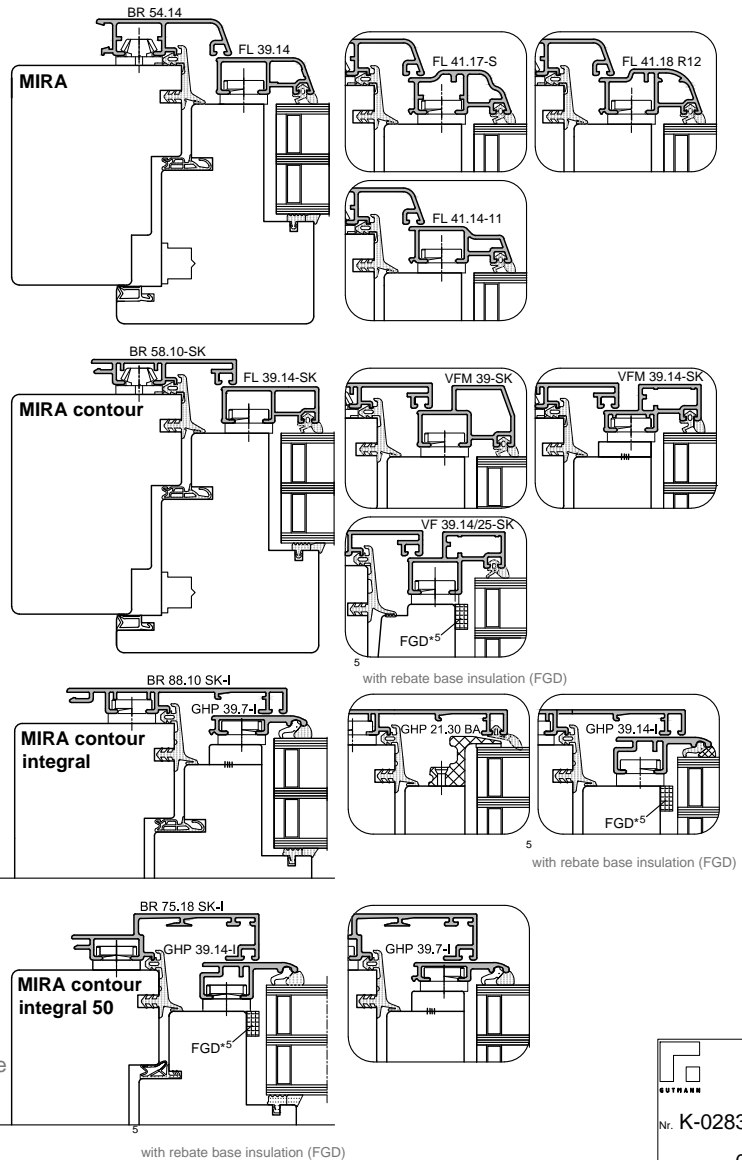 BR 54.14
FL 39.14
MIRA
FL 41.17-S
FL 41.18 R12
FL 41.14-11
BR 58.10-SK
FL 39.14-SK
MIRA contour
VFM 39-SK
VFM 39.14-SK
VF 39.14/25-SK
FGD*5
5
with rebate base insulation (FGD)
BR 88.10 SK-I
GHP 39.7-I
MIRA contour
integral
GHP 21.30 BA
GHP 39.14-I
FGD*5
5
with rebate base insulation (FGD)
BR 75.18 SK-I
GHP 39.14-I
MIRA contour
integral 50
FGD*5
GHP 39.7-I
e
5
with rebate base insulation (FGD)
GUTMANN
Nr. K-0283